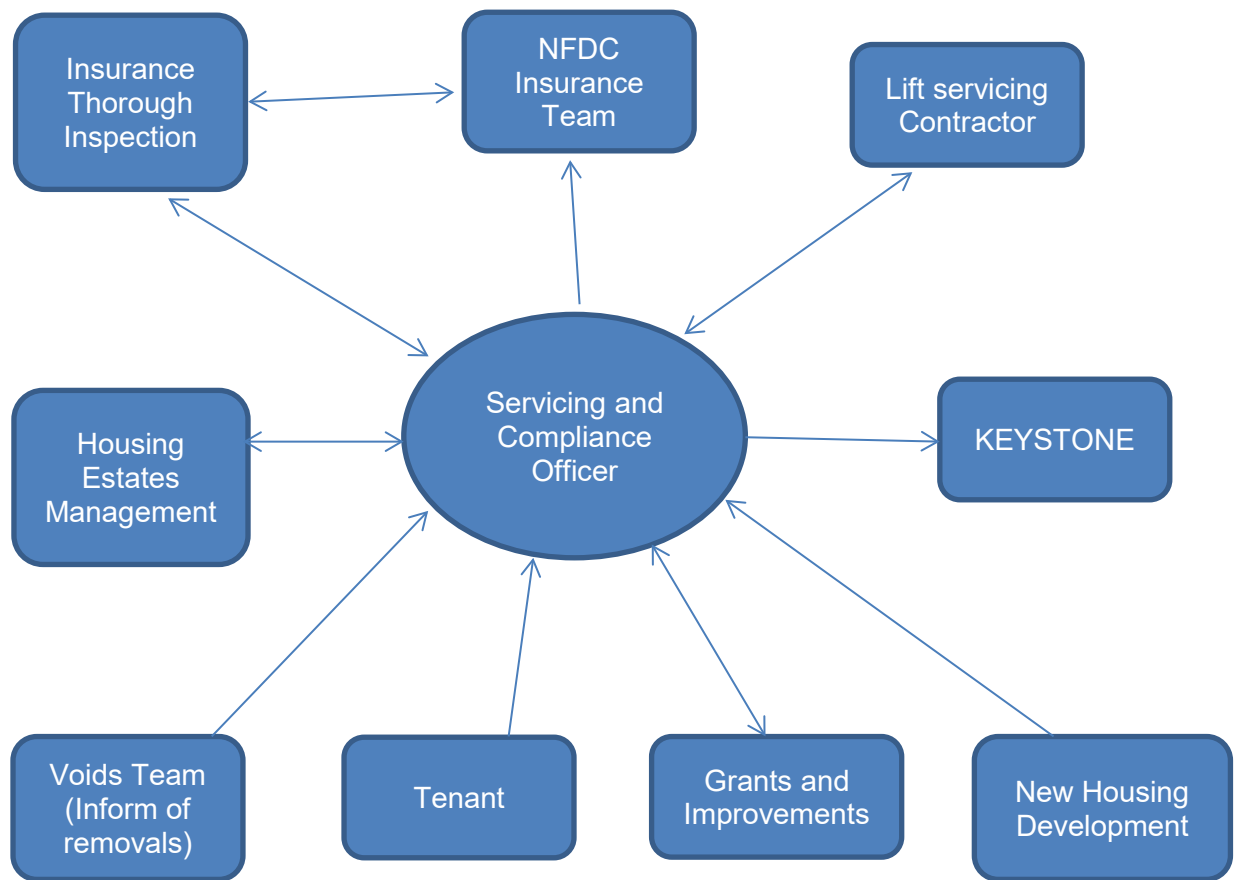 Insurance
Thorough
Inspection
NFDC
Insurance
Team
Lift servicing
Contractor
Servicing and
Compliance
Officer
Housing
Estates
Management
KEYSTONE
Voids Team
(Inform of
removals)
Tenant
Grants and
Improvements
New Housing
Development